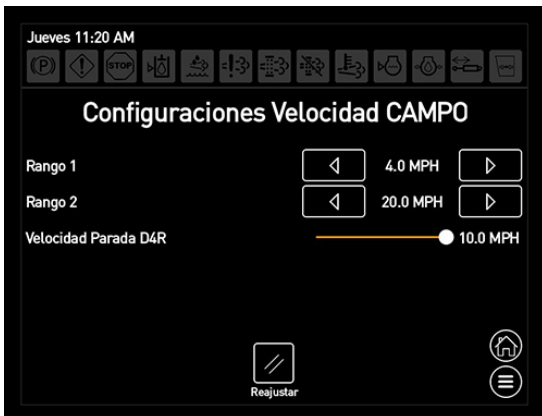 Jueves 11:20 AM
(P) STOP
Configuraciones Velocidad CAMPO
Rango 1 4.0 MPH
Rango 2 20.0 MPH
Velocidad Parada D4R 10.0 MPH
Reajustar